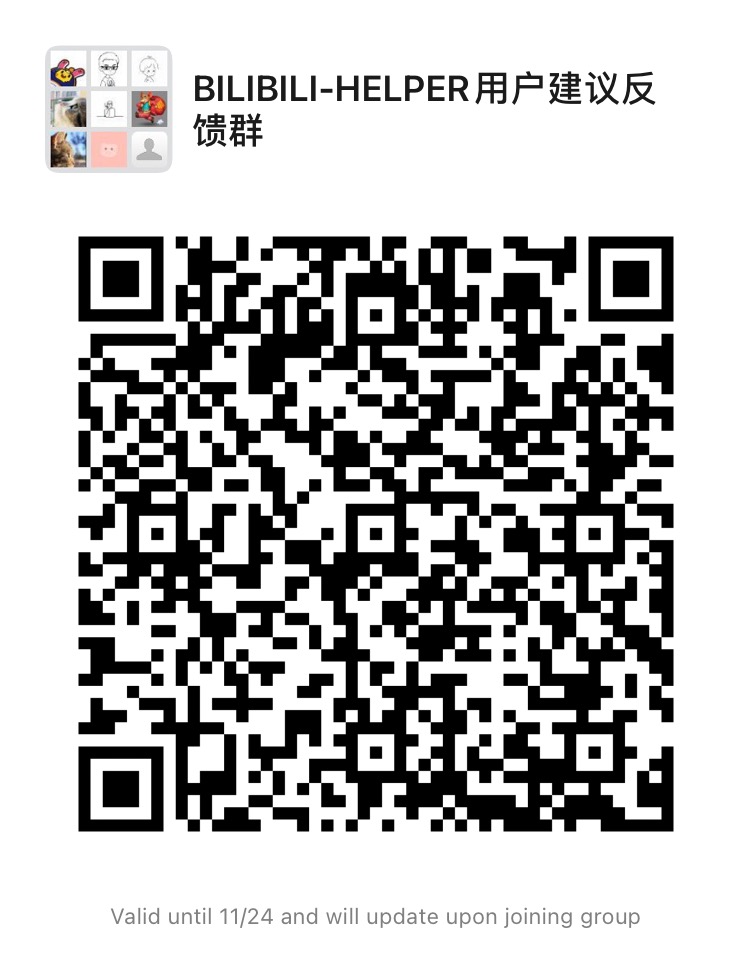 BILIBILI-HELPER用户建议反
馈群
Valid until 11/24 and will update upon joining group